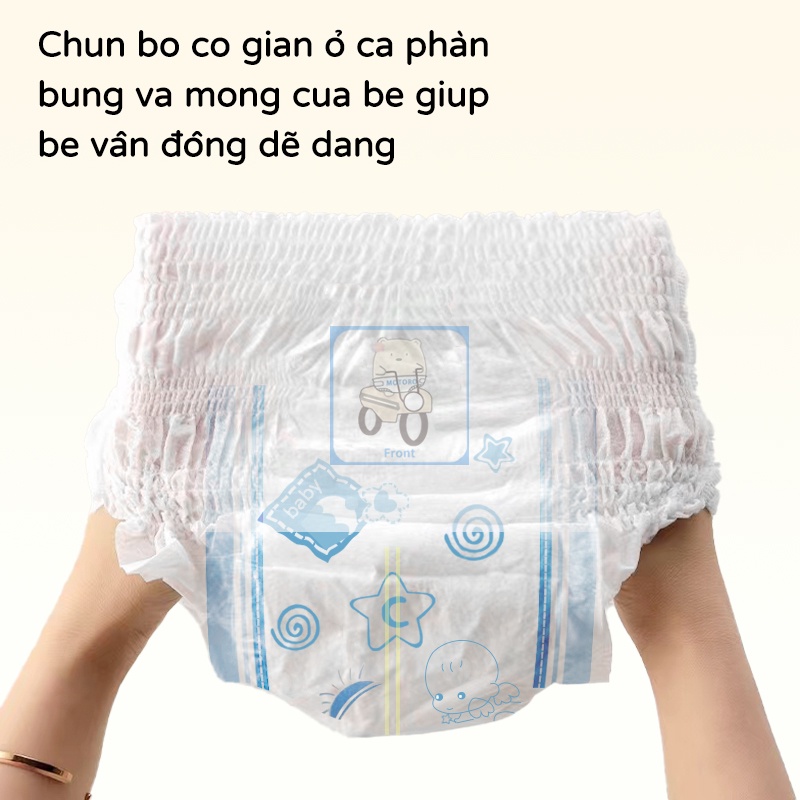 Chun bo co gian ỏ ca phàn
bung va mong cua be giup
be vân đông dẽ dang
MOTOBO
Front
baby
C